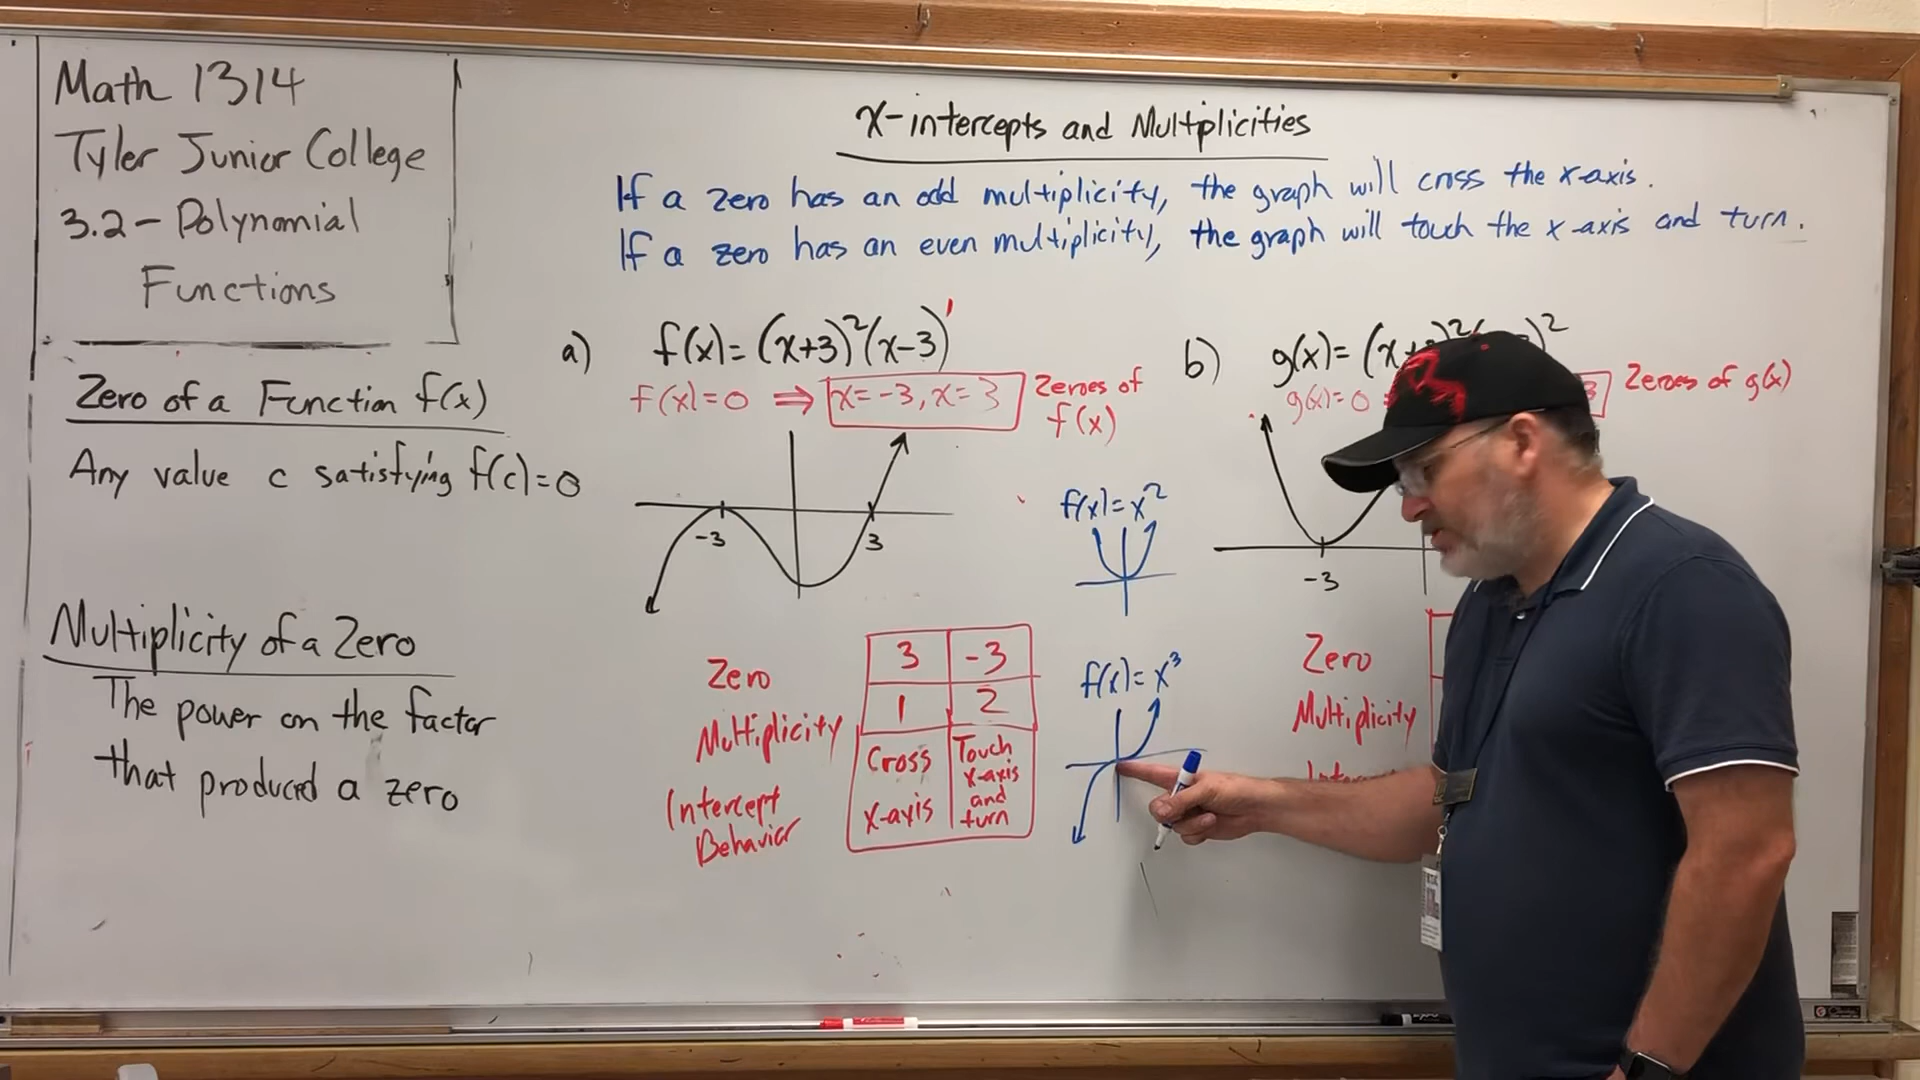 Math 1314
Tyler Junior College
3.2 - Polynomial
Functions
Zero of a Function f(x)
Any value c satisfying f(c)=0
Multiplicity of a Zero
The power on the factor
that produced a zero
x-intercepts and Multiplicities
If a zero has an odd multiplicity, the graph will cross the x-axis.
If a zero has an even multiplicity, the graph will touch the x-axis and turn.
a) f(x)=(x+3)²(x-3)¹
f(x)=0 ⇒ x=-3, x=3 Zeroes of
f(x)
-3
3
f(x)=x²
f(x)=x³
Zero 3 -3
Multiplicity 1 2
Intercept
Behavior
Cross
x-axis
Touch
x-axis
and
turn
b) g(x)=(x+ )² )²
g(x)=0 3 Zeroes of g(x)
-3
Zero
Multiplicity